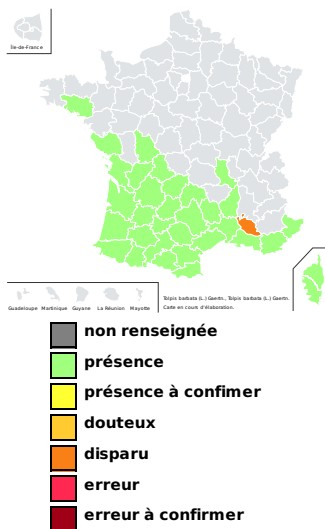 Île-de-France
Tolpis barbata (L.) Gaertn., Tolpis barbata (L.) Gaertn.
Carte en cours d'élaboration.
Guadeloupe Martinique Guyane La Réunion Mayotte
non renseignée
présence
présence à confimer
douteux
disparu
erreur
erreur à confirmer